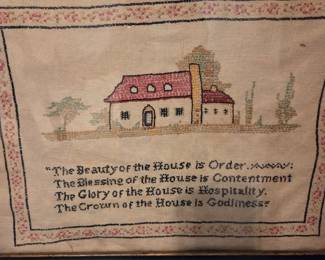 "The Beauty of the House is Order.
The Blessing of the House is Contentment
The Glory of the House is Hospitality.
The Crown of the House is Godliness"